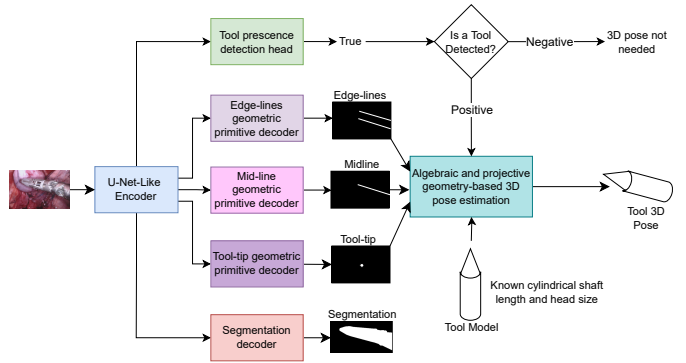 Tool prescence
detection head
True
Is a Tool
Detected?
Negative
3D pose not
needed
Positive
Edge-lines
geometric
primitive decoder
Edge-lines
U-Net-Like
Encoder
Mid-line
geometric
primitive decoder
Midline
Algebraic and projective
geometry-based 3D
pose estimation
Tool 3D
Pose
Tool-tip geometric
primitive decoder
Tool-tip
Known cylindrical shaft
length and head size
Tool Model
Segmentation
decoder
Segmentation